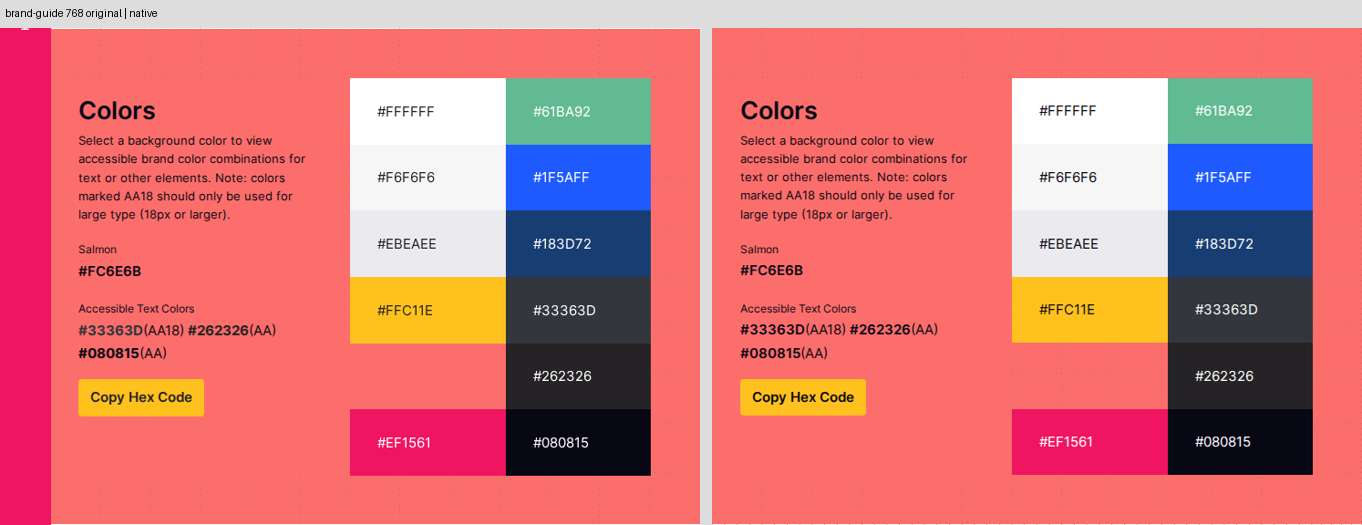 brand-guide 768 original | native
Colors
Select a background color to view
accessible brand color combinations for
text or other elements. Note: colors
marked AA18 should only be used for
large type (18px or larger).
Salmon
#FC6E6B
Accessible Text Colors
#33363D(AA18) #262326(AA)
#080815(AA)
Copy Hex Code
#FFFFFF
#61BA92
#F6F6F6
#1F5AFF
#EBEAEE
#183D72
#FFC11E
#33363D
#262326
#EF1561
#080815
Colors
Select a background color to view
accessible brand color combinations for
text or other elements. Note: colors
marked AA18 should only be used for
large type (18px or larger).
Salmon
#FC6E6B
Accessible Text Colors
#33363D(AA18) #262326(AA)
#080815(AA)
Copy Hex Code
#FFFFFF
#61BA92
#F6F6F6
#1F5AFF
#EBEAEE
#183D72
#FFC11E
#33363D
#262326
#EF1561
#080815